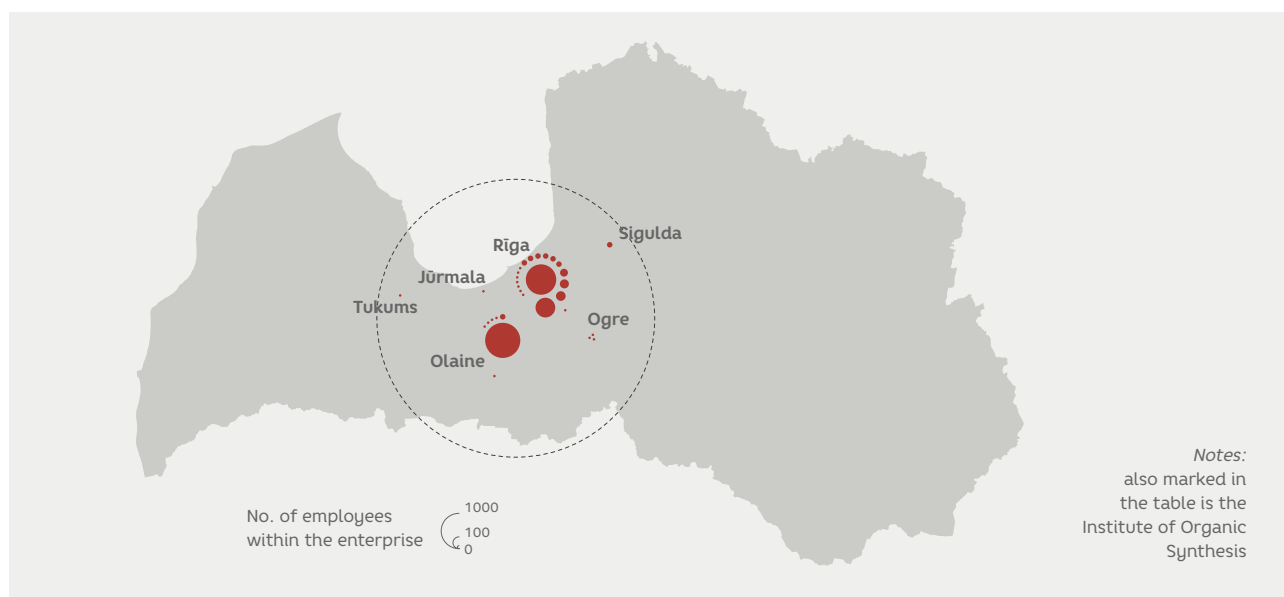 Sigulda
Rīga
Jūrmala
Tukums
Ogre
Olaine
No. of employees
within the enterprise
1000
100
0
Notes:
also marked in
the table is the
Institute of Organic
Synthesis